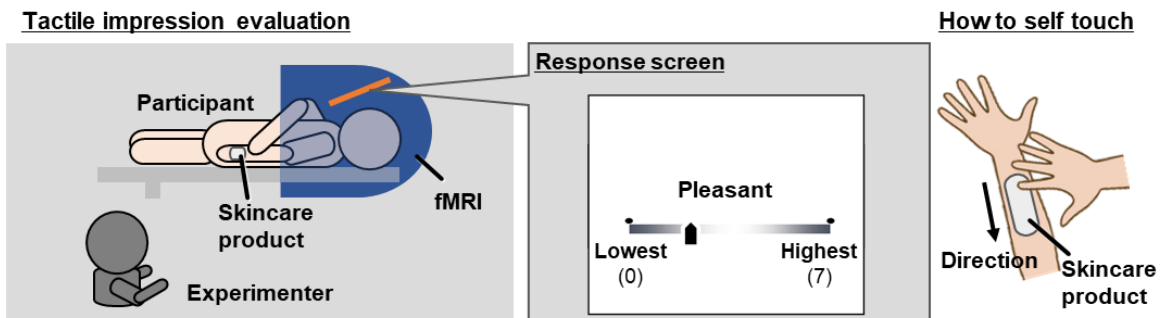 Tactile impression evaluation
Participant
Skincare
product
fMRI
Experimenter
Response screen
Pleasant
Lowest
(0)
Highest
(7)
How to self touch
Direction
Skincare
product